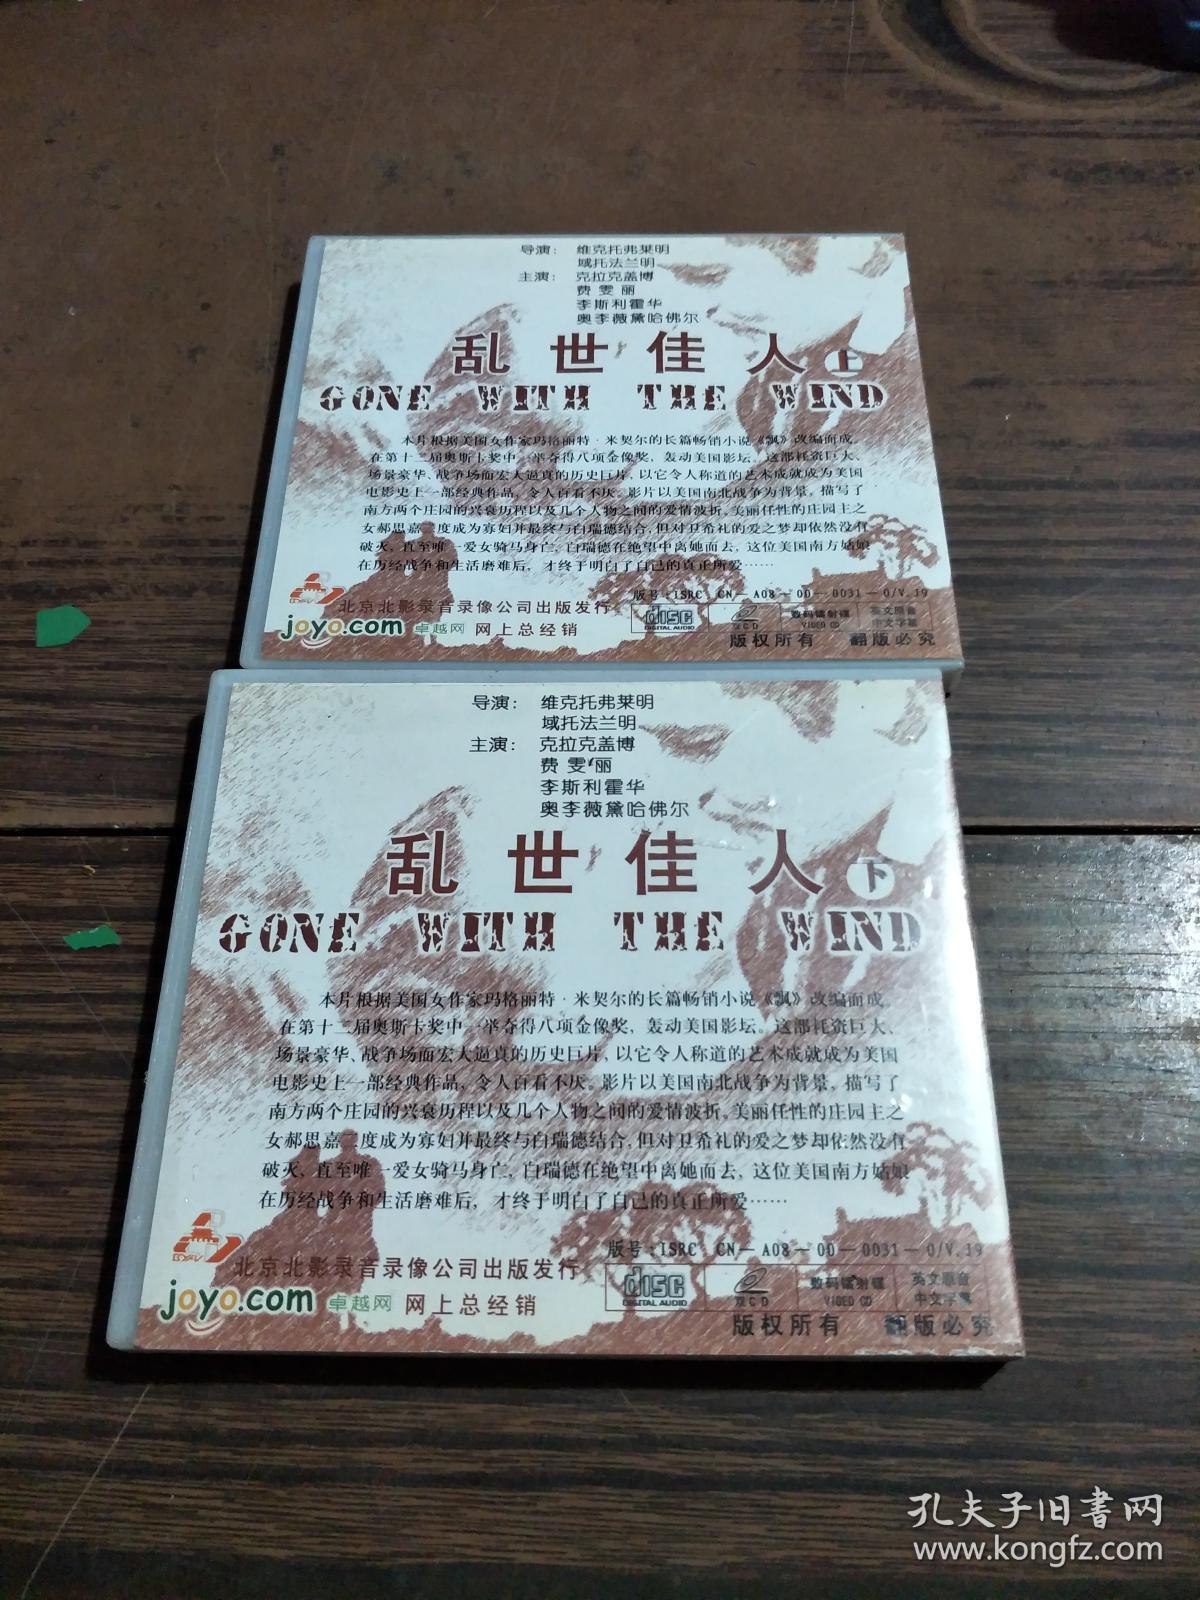 导演： 维克托弗莱明
域托法兰明
主演： 克拉克盖博
费雯丽
李斯利霍华
奥李薇黛哈佛尔
乱世佳人 上
GONE WITH THE WIND
本片根据美国女作家玛格丽特·米契尔的长篇畅销小说《飘》改编而成。
在第十二届奥斯卡奖中一举夺得八项金像奖，轰动美国影坛。这部耗资巨大、
场景豪华、战争场面宏大逼真的历史巨片，以它令人称道的艺术成就成为美国
电影史上一部经典作品，令人百看不厌。影片以美国南北战争为背景，描写了
南方两个庄园的兴衰历程以及几个人物之间的爱情波折。美丽任性的庄园主之
女郝思嘉二度成为寡妇并最终与白瑞德结合，但对卫希礼的爱之梦却依然没有
破灭，直至唯一爱女骑马身亡，白瑞德在绝望中离她而去，这位美国南方姑娘
在历经战争和生活磨难后，才终于明白了自己的真正所爱……
版号：ISRC CN—A08—00—0031—0/V.J9
北京北影录音录像公司出版发行
joyo.com 卓越网 网上总经销
disc DIGITAL AUDIO 双CD 数码镭射碟 VIDEO CD 英文原音 中文字幕
版权所有 翻版必究
导演： 维克托弗莱明
域托法兰明
主演： 克拉克盖博
费雯丽
李斯利霍华
奥李薇黛哈佛尔
乱世佳人 下
GONE WITH THE WIND
本片根据美国女作家玛格丽特·米契尔的长篇畅销小说《飘》改编而成。
在第十二届奥斯卡奖中一举夺得八项金像奖，轰动美国影坛。这部耗资巨大、
场景豪华、战争场面宏大逼真的历史巨片，以它令人称道的艺术成就成为美国
电影史上一部经典作品，令人百看不厌。影片以美国南北战争为背景，描写了
南方两个庄园的兴衰历程以及几个人物之间的爱情波折。美丽任性的庄园主之
女郝思嘉二度成为寡妇并最终与白瑞德结合，但对卫希礼的爱之梦却依然没有
破灭，直至唯一爱女骑马身亡，白瑞德在绝望中离她而去，这位美国南方姑娘
在历经战争和生活磨难后，才终于明白了自己的真正所爱……
版号：ISRC CN—A08—00—0031—0/V.J9
北京北影录音录像公司出版发行
joyo.com 卓越网 网上总经销
disc DIGITAL AUDIO 双CD 数码镭射碟 VIDEO CD 英文原音 中文字幕
版权所有 翻版必究
孔夫子旧书网
www.kongfz.com